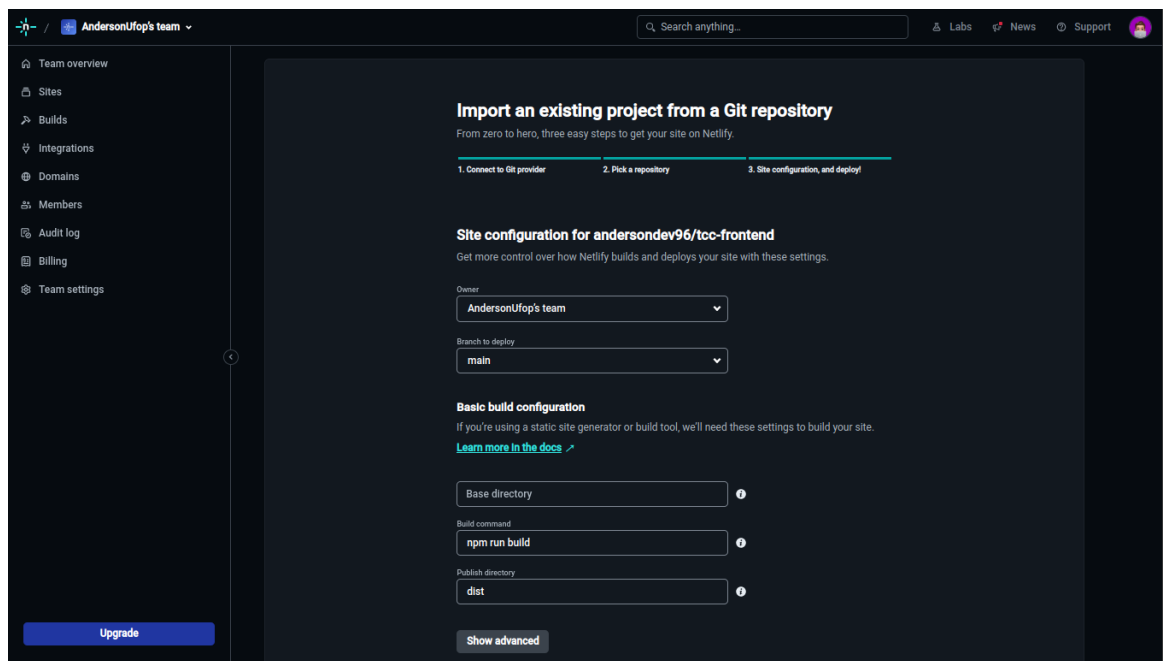 AndersonUfop's team
Search anything...
Labs
News
Support
Team overview
Sites
Builds
Integrations
Domains
Members
Audit log
Billing
Team settings
Upgrade
Import an existing project from a Git repository
From zero to hero, three easy steps to get your site on Netlify.
1. Connect to Git provider
2. Pick a repository
3. Site configuration, and deploy!
Site configuration for andersondev96/tcc-frontend
Get more control over how Netlify builds and deploys your site with these settings.
Owner
AndersonUfop's team
Branch to deploy
main
Basic build configuration
If you're using a static site generator or build tool, we'll need these settings to build your site.
Learn more in the docs ↗
Base directory
Build command
npm run build
Publish directory
dist
Show advanced